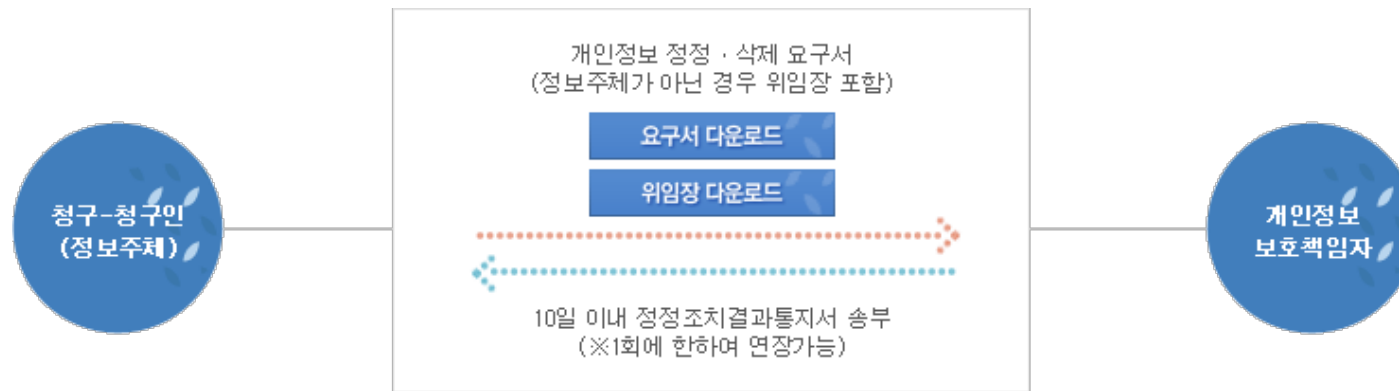 개인정보 정정 · 삭제 요구서
(정보주체가 아닌 경우 위임장 포함)
요구서 다운로드
위임장 다운로드
청구-청구인
(정보주체)
개인정보
보호책임자
10일 이내 정정조치결과통지서 송부
(※1회에 한하여 연장가능)